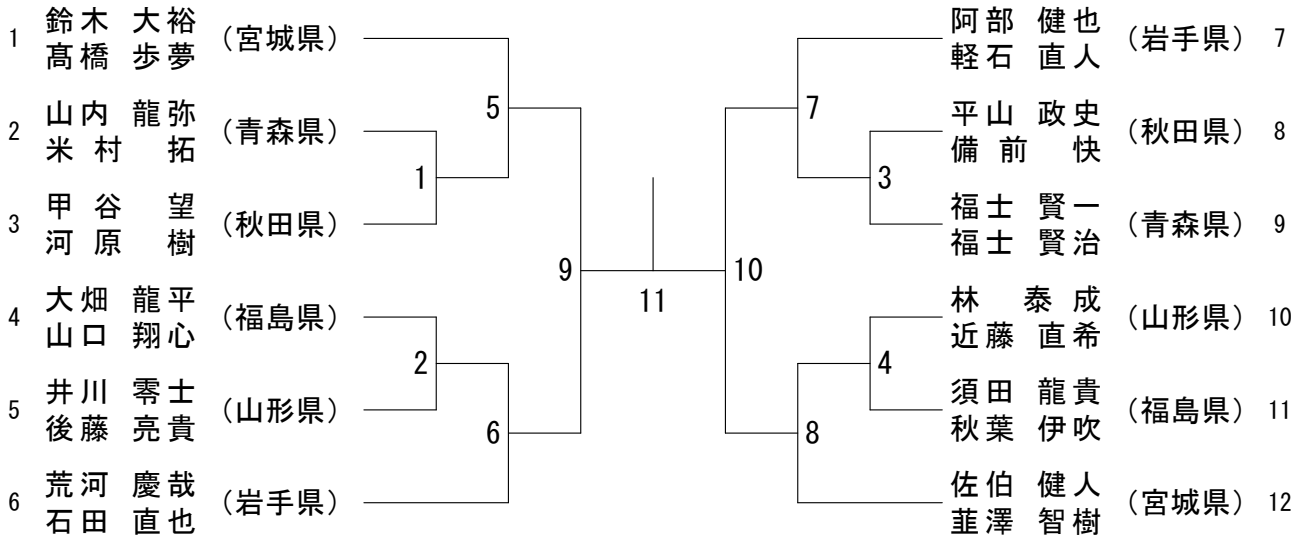 1 鈴木 大裕
髙橋 歩夢 (宮城県)
2 山内 龍弥
米村 拓 (青森県)
3 甲谷 望
河原 樹 (秋田県)
4 大畑 龍平
山口 翔心 (福島県)
5 井川 零士
後藤 亮貴 (山形県)
6 荒河 慶哉
石田 直也 (岩手県)
5
1
2
6
9
11
10
7
3
4
8
阿部 健也
軽石 直人 (岩手県) 7
平山 政史
備前 快 (秋田県) 8
福士 賢一
福士 賢治 (青森県) 9
林 泰成
近藤 直希 (山形県) 10
須田 龍貴
秋葉 伊吹 (福島県) 11
佐伯 健人
韮澤 智樹 (宮城県) 12